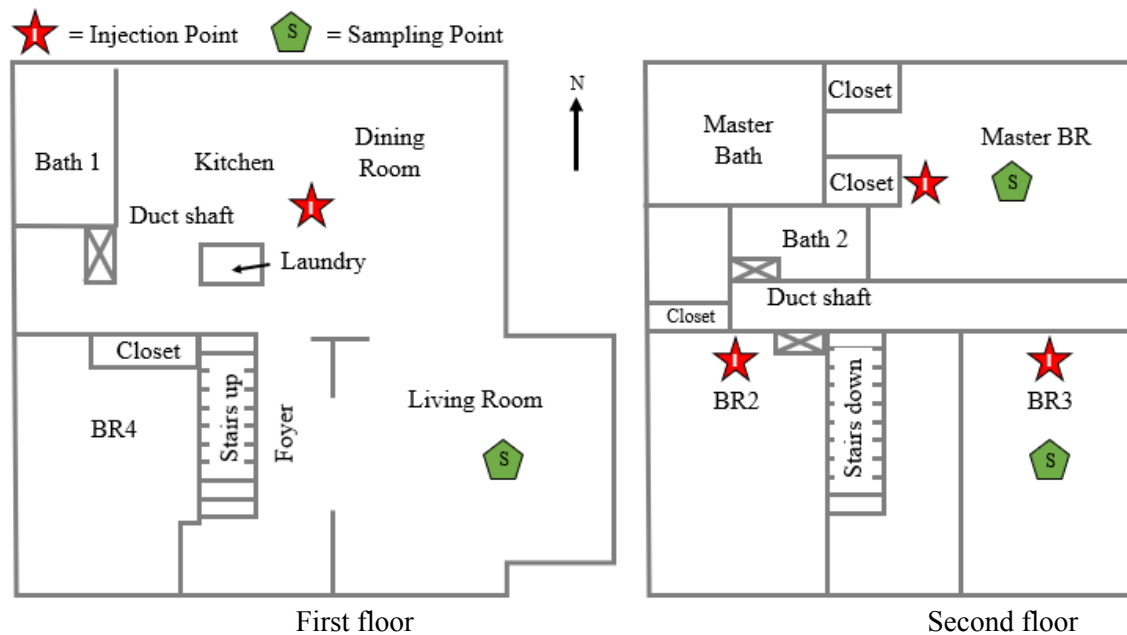 I = Injection Point
S = Sampling Point
N
Bath 1
Kitchen
Dining
Room
Duct shaft
I
Laundry
Closet
BR4
Stairs up
Foyer
Living Room
S
First floor
Master
Bath
Closet
Closet
Master BR
I
S
Bath 2
Duct shaft
Closet
I
BR2
Stairs down
I
BR3
S
Second floor